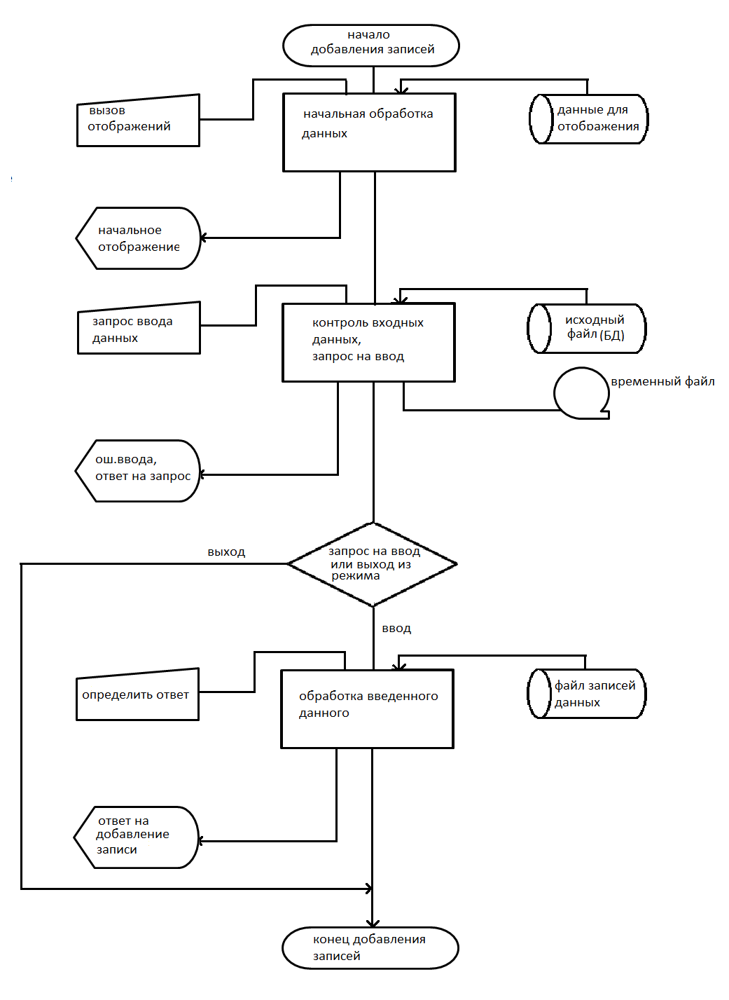 начало
добавления записей
вызов
отображений
начальная обработка
данных
данные для
отображения
е
начальное
отображение
запрос ввода
данных
контроль входных
данных,
запрос на ввод
исходный
файл (БД)
временный файл
ош.ввода,
ответ на запрос
выход
запрос на ввод
или выход из
режима
ввод
определить ответ
обработка введенного
данного
файл записей
данных
ответ на
добавление
записи
конец добавления
записей